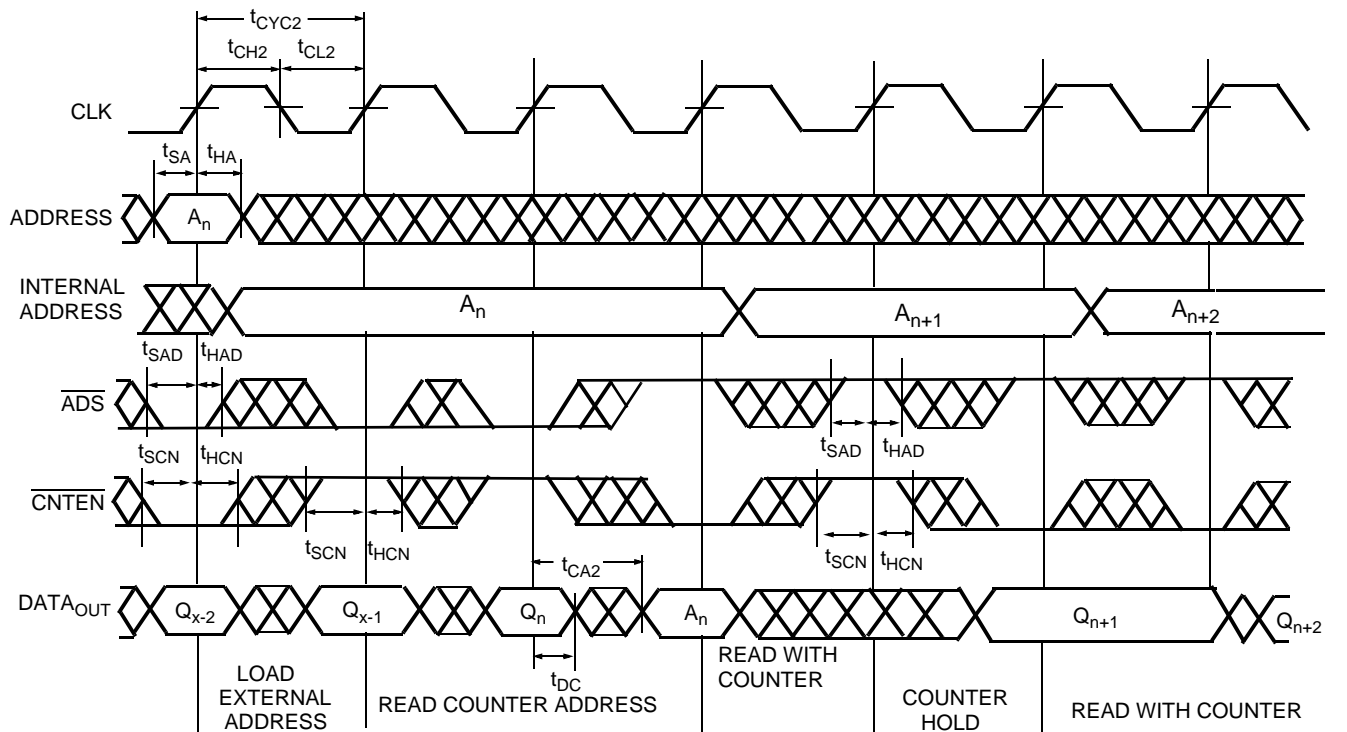 tCYC2
tCH2 tCL2
CLK
tSA tHA
ADDRESS An
INTERNAL
ADDRESS
An An+1 An+2
tSAD tHAD
ADS
tSAD tHAD
tSCN tHCN
CNTEN
tSCN tHCN
tSCN tHCN
tCA2
DATAOUT Qx-2 Qx-1 Qn An Qn+1 Qn+2
tDC
LOAD
EXTERNAL
ADDRESS
READ COUNTER ADDRESS
READ WITH
COUNTER
COUNTER
HOLD
READ WITH COUNTER